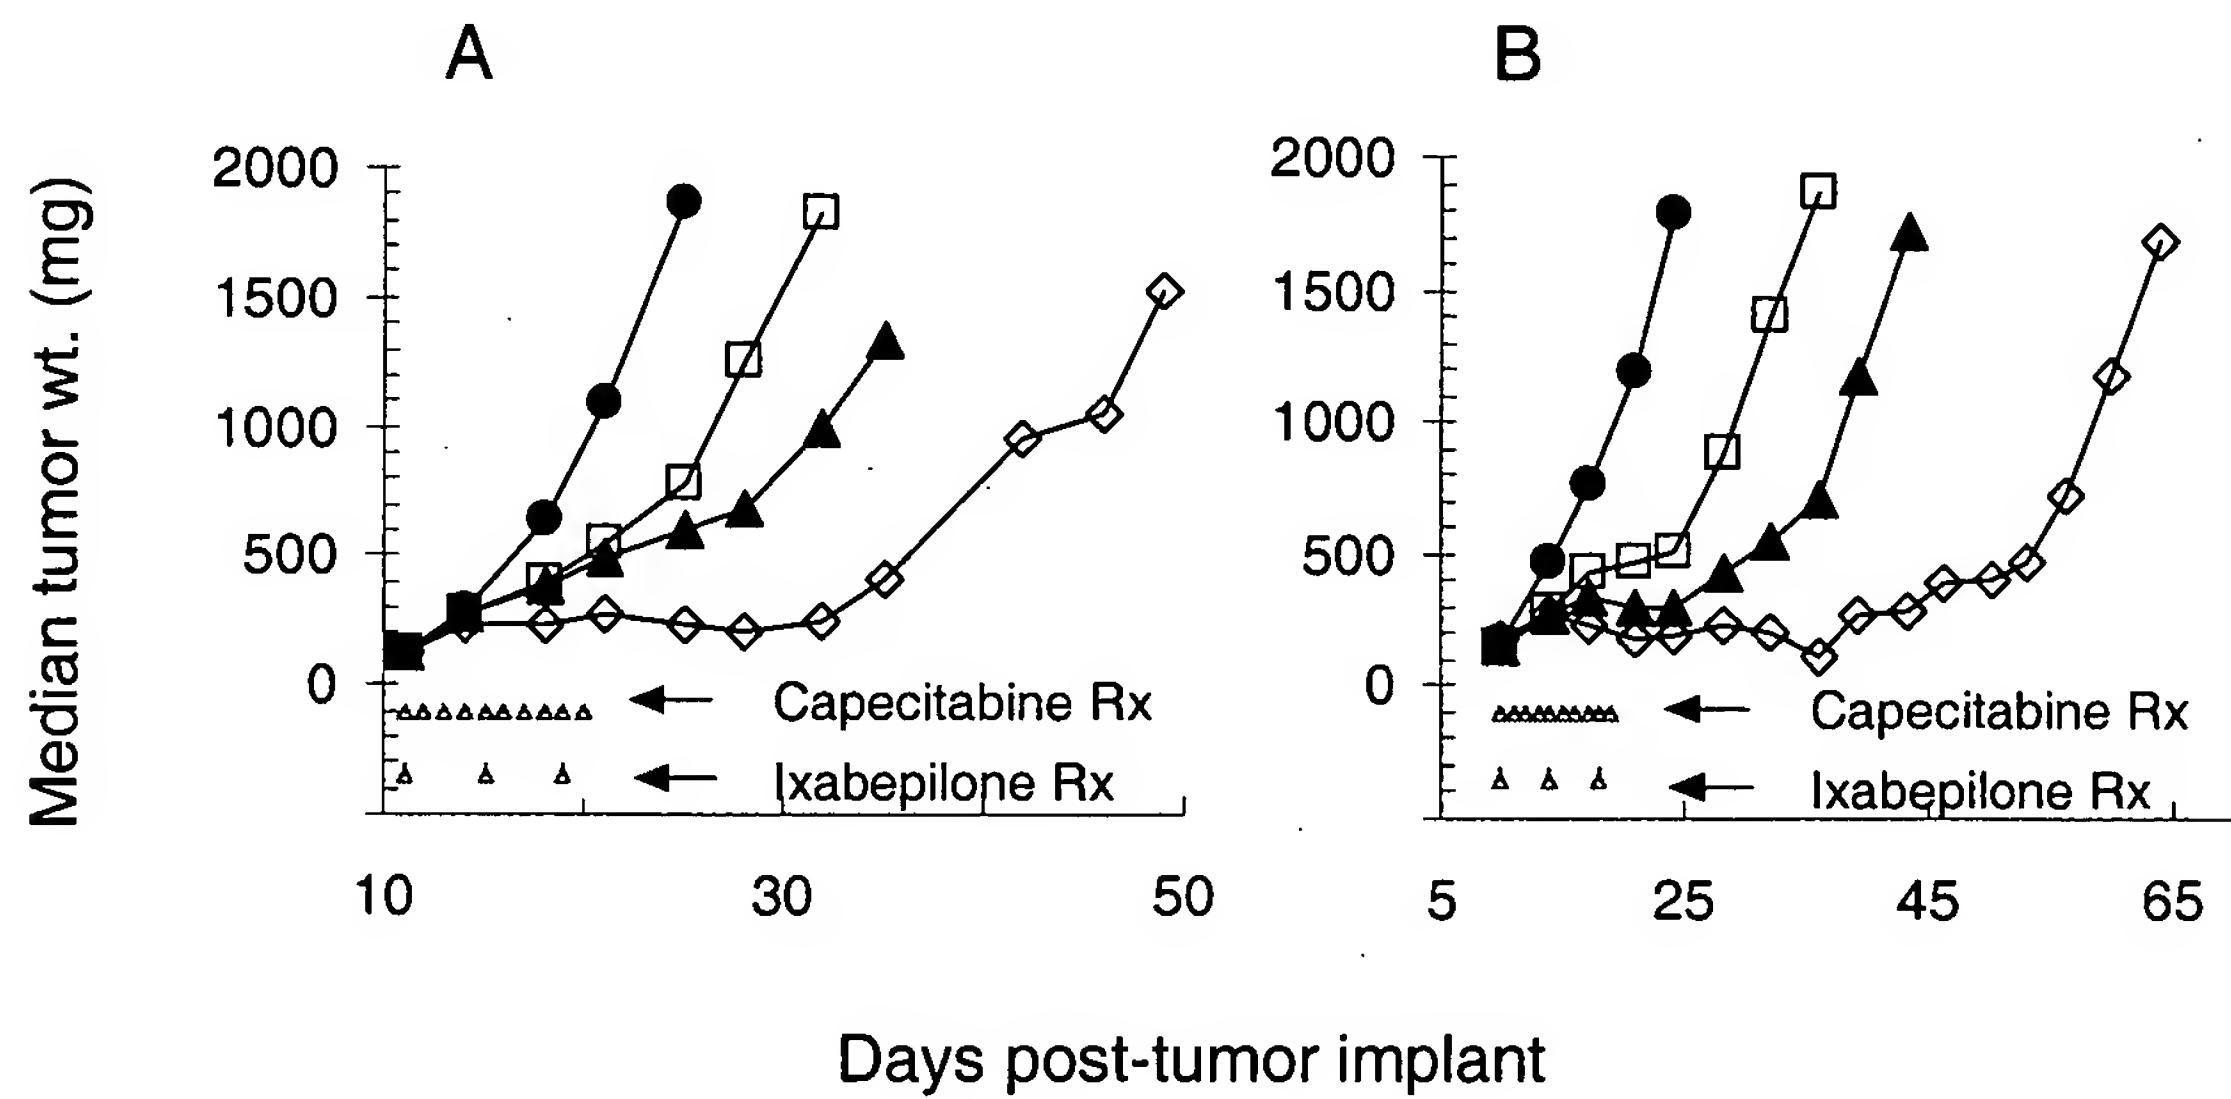 A
B
Median tumor wt. (mg)
2000
1500
1000
500
0
Capecitabine Rx
Ixabepilone Rx
10
30
50
2000
1500
1000
500
0
Capecitabine Rx
Ixabepilone Rx
5
25
45
65
Days post-tumor implant